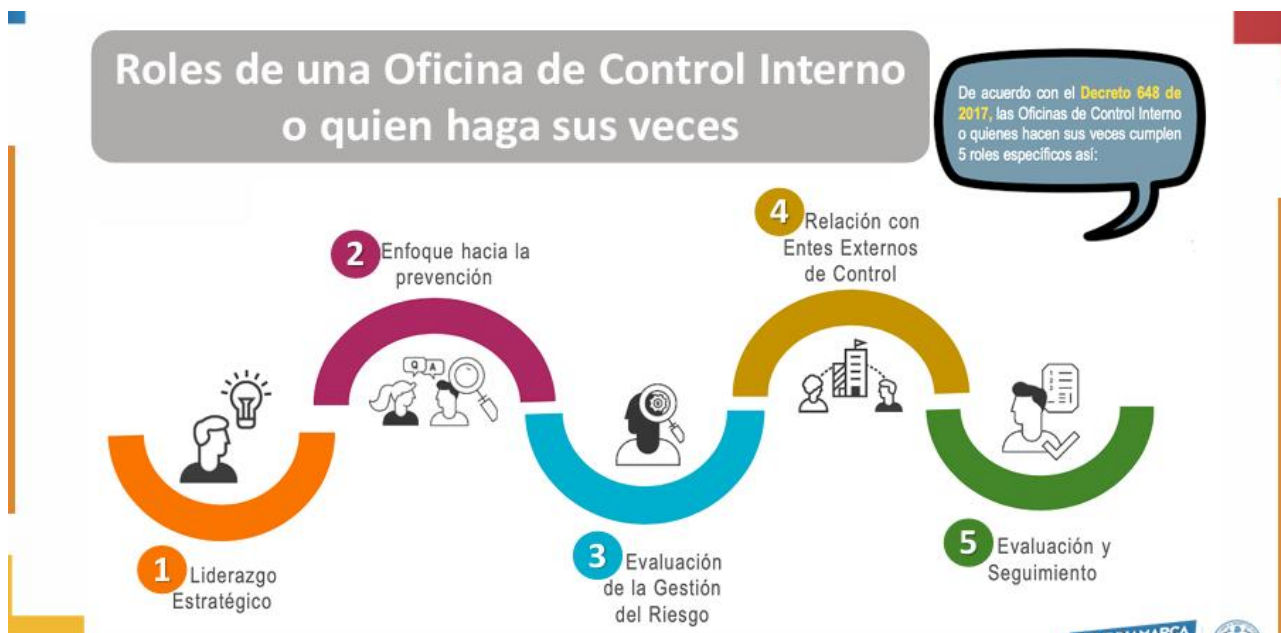 Roles de una Oficina de Control Interno
o quien haga sus veces
De acuerdo con el Decreto 648 de
2017, las Oficinas de Control Interno
o quienes hacen sus veces cumplen
5 roles específicos así:
1 Liderazgo
Estratégico
2 Enfoque hacia la
prevención
Q A
3 Evaluación
de la Gestión
del Riesgo
4 Relación con
Entes Externos
de Control
5 Evaluación y
Seguimiento